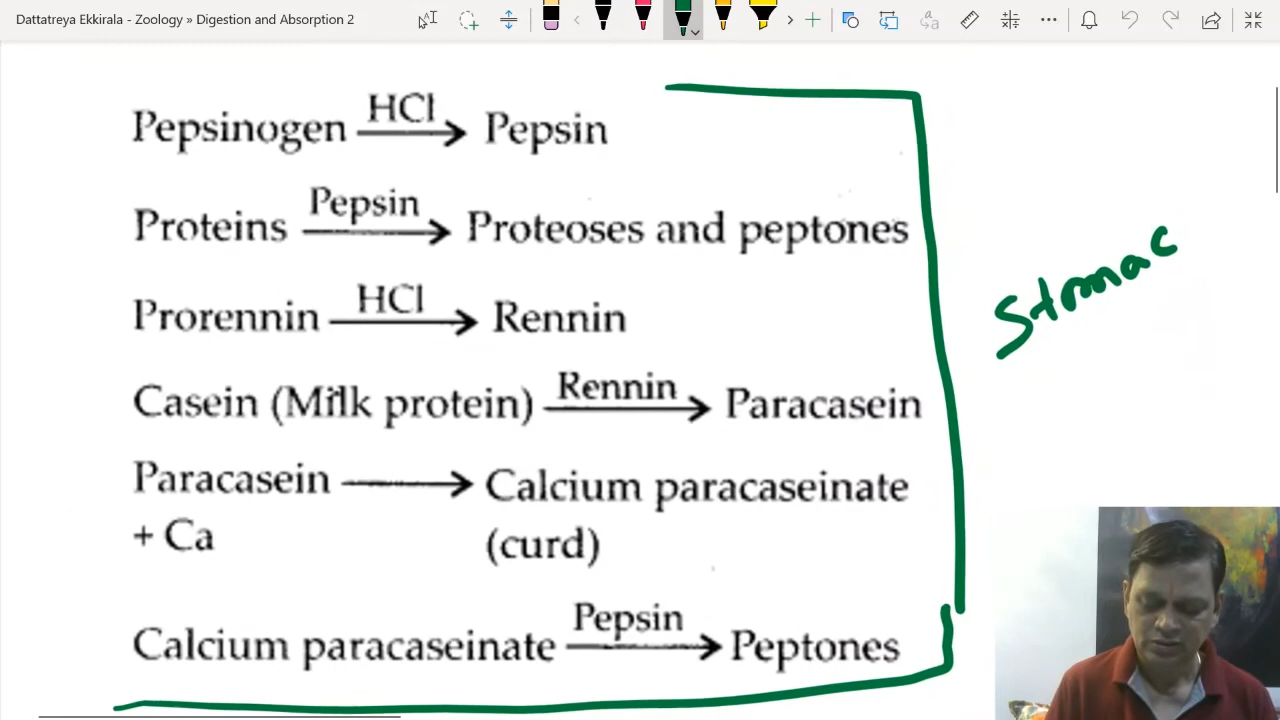 Dattatreya Ekkirala - Zoology » Digestion and Absorption 2
HCl
Pepsinogen → Pepsin
Pepsin
Proteins → Proteoses and peptones
HCl
Prorennin → Rennin
Rennin
Casein (Milk protein) → Paracasein
Paracasein → Calcium paracaseinate
+ Ca (curd)
Pepsin
Calcium paracaseinate → Peptones
Stomac